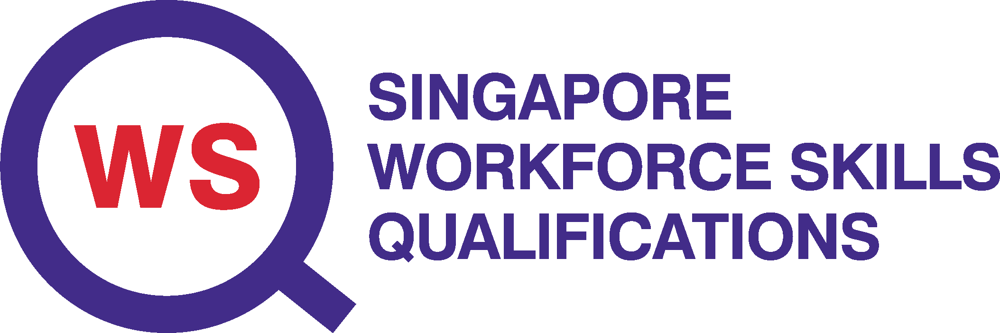 WS
SINGAPORE
WORKFORCE SKILLS
QUALIFICATIONS